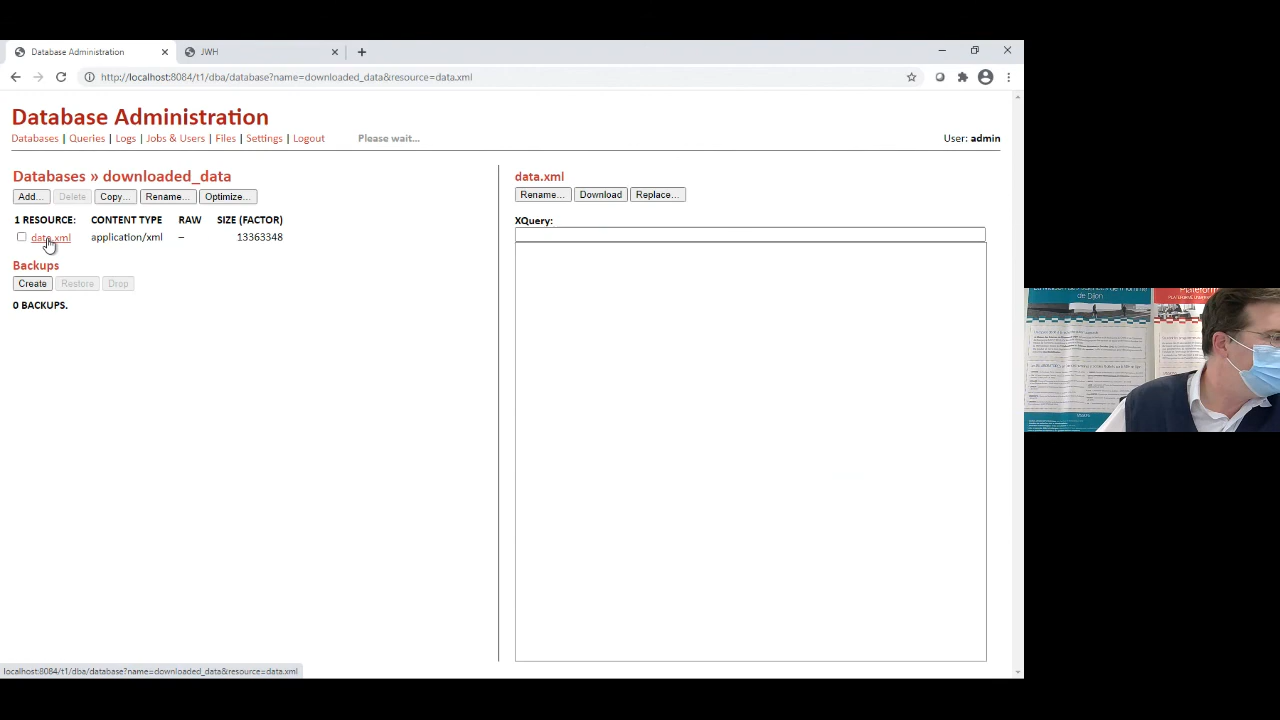 Database Administration
JWH
http://localhost:8084/t1/dba/database?name=downloaded_data&resource=data.xml
Database Administration
Databases | Queries | Logs | Jobs & Users | Files | Settings | Logout
Please wait...
User: admin
Databases » downloaded_data
Add...
Delete
Copy...
Rename...
Optimize...
1 RESOURCE: CONTENT TYPE RAW SIZE (FACTOR)
data.xml application/xml – 13363348
Backups
Create
Restore
Drop
0 BACKUPS.
data.xml
Rename...
Download
Replace...
XQuery:
localhost:8084/t1/dba/database?name=downloaded_data&resource=data.xml
de Dijon